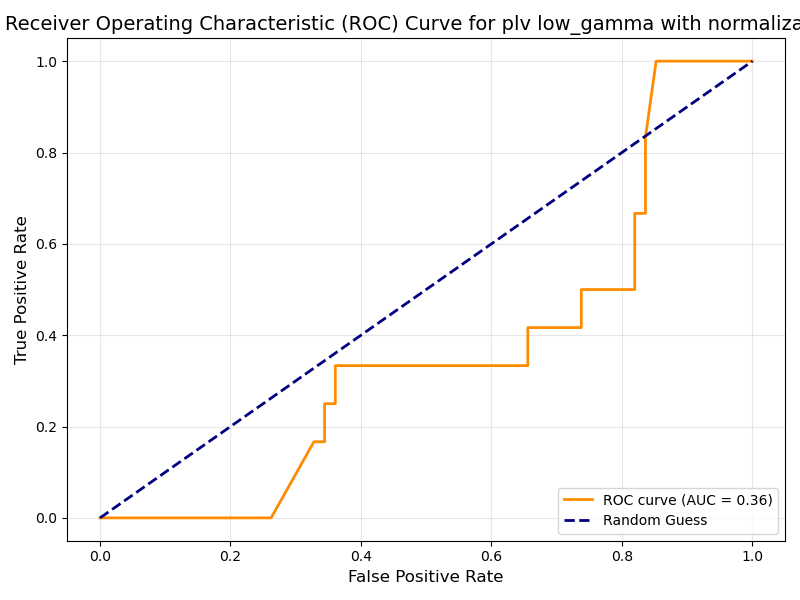 Receiver Operating Characteristic (ROC) Curve for plv low_gamma with normaliza
1.0
0.8
0.6
0.4
0.2
0.0
True Positive Rate
0.0 0.2 0.4 0.6 0.8 1.0
False Positive Rate
ROC curve (AUC = 0.36)
Random Guess